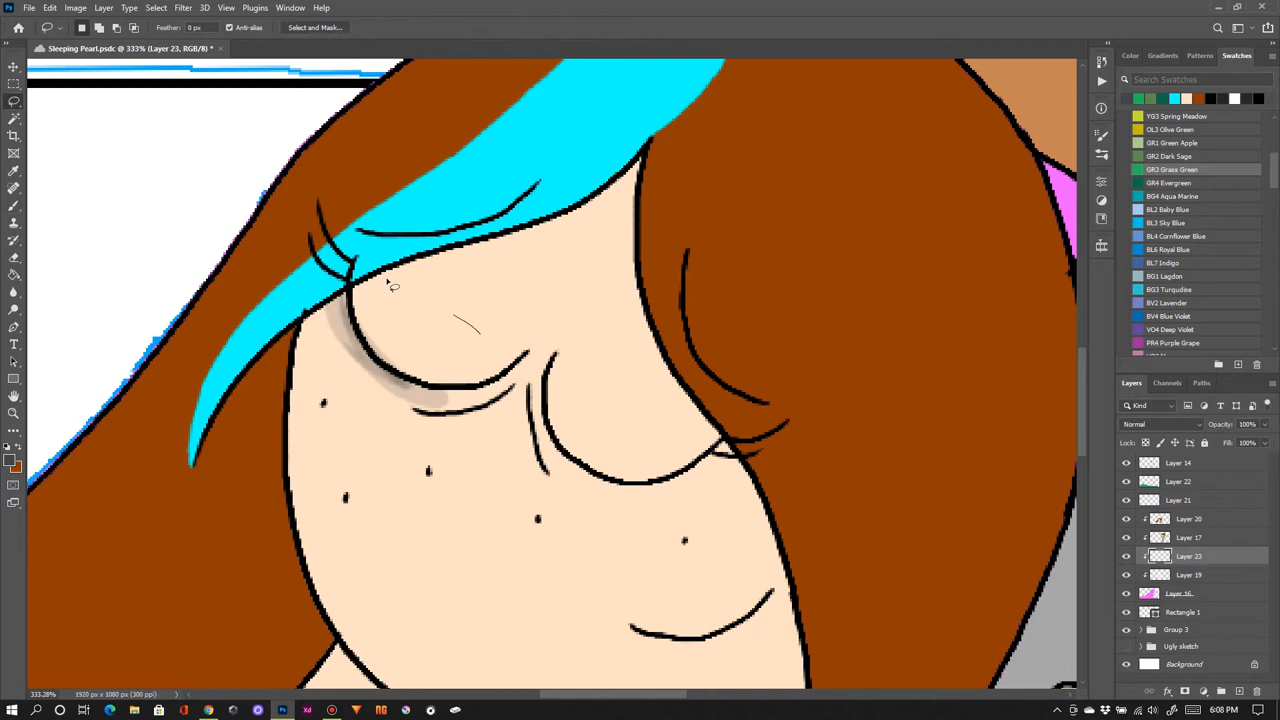 File Edit Image Layer Type Select Filter 3D View Plugins Window Help
Feather: 0 px Anti-alias Select and Mask...
Sleeping Pearl.psdc @ 333% (Layer 23, RGB/8) *
Color Gradients Patterns Swatches
Search Swatches
YG3 Spring Meadow
OL3 Olive Green
GR1 Green Apple
GR2 Dark Sage
GR3 Grass Green
GR4 Evergreen
BG4 Aqua Marine
BL2 Baby Blue
BL3 Sky Blue
BL4 Cornflower Blue
BL6 Royal Blue
BL7 Indigo
BG1 Lagdon
BG3 Turqudise
BV2 Lavender
BV4 Blue Violet
VO4 Deep Violet
PR4 Purple Grape
Layers Channels Paths
Kind
Normal Opacity: 100%
Lock: Fill: 100%
Layer 14
Layer 22
Layer 21
Layer 20
Layer 17
Layer 23
Layer 19
Layer 16
Rectangle 1
Group 3
Ugly sketch
Background
333.28% 1920 px x 1080 px (300 ppi)
6:08 PM